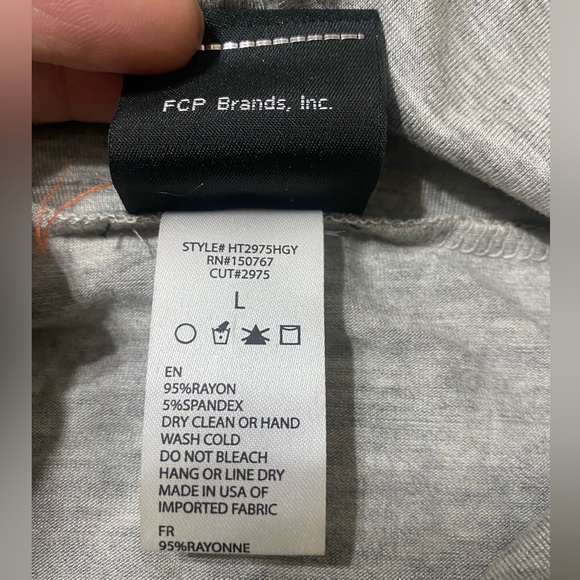 FCP Brands, Inc.
STYLE# HT2975HGY
RN#150767
CUT#2975
L
EN
95%RAYON
5%SPANDEX
DRY CLEAN OR HAND
WASH COLD
DO NOT BLEACH
HANG OR LINE DRY
MADE IN USA OF
IMPORTED FABRIC
FR
95%RAYONNE